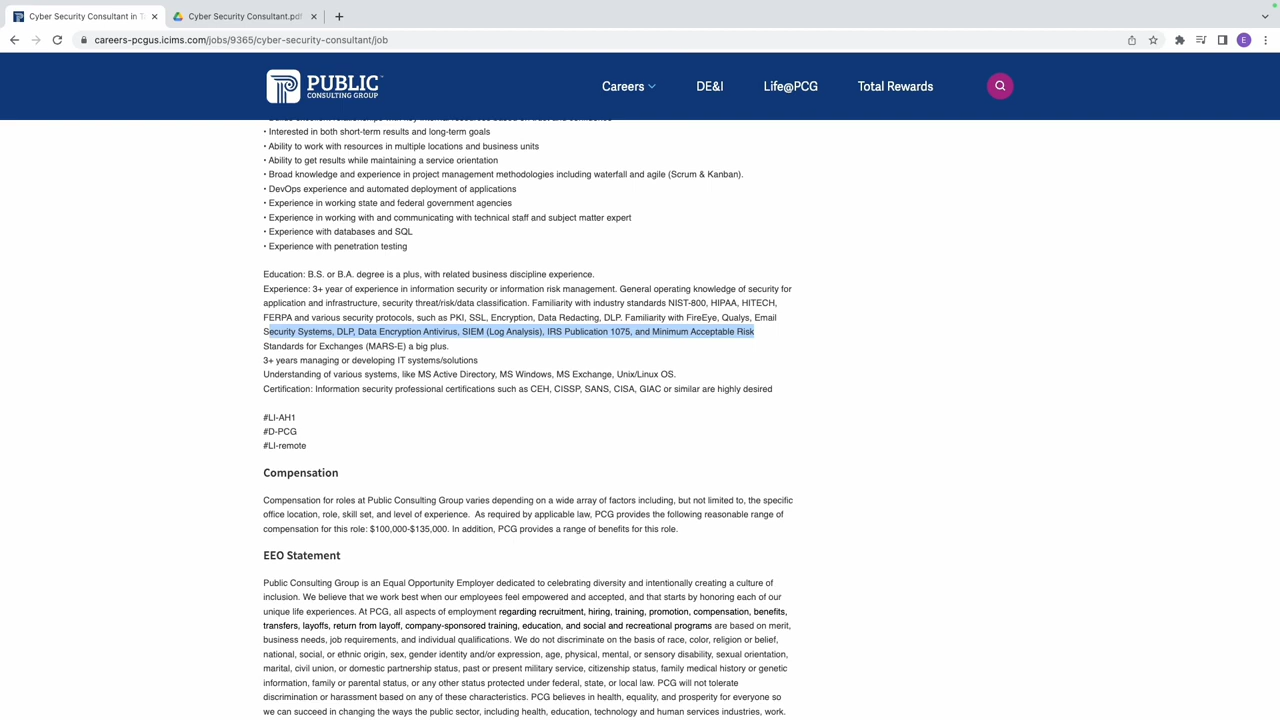 Cyber Security Consultant in T
Cyber Security Consultant.pdf
careers-pcgus.icims.com/jobs/9365/cyber-security-consultant/job
E
PUBLIC
CONSULTING GROUP
Careers
DE&I
Life@PCG
Total Rewards
• Interested in both short-term results and long-term goals
• Ability to work with resources in multiple locations and business units
• Ability to get results while maintaining a service orientation
• Broad knowledge and experience in project management methodologies including waterfall and agile (Scrum & Kanban).
• DevOps experience and automated deployment of applications
• Experience in working state and federal government agencies
• Experience in working with and communicating with technical staff and subject matter expert
• Experience with databases and SQL
• Experience with penetration testing
Education: B.S. or B.A. degree is a plus, with related business discipline experience.
Experience: 3+ year of experience in information security or information risk management. General operating knowledge of security for
application and infrastructure, security threat/risk/data classification. Familiarity with industry standards NIST-800, HIPAA, HITECH,
FERPA and various security protocols, such as PKI, SSL, Encryption, Data Redacting, DLP. Familiarity with FireEye, Qualys, Email
Security Systems, DLP, Data Encryption Antivirus, SIEM (Log Analysis), IRS Publication 1075, and Minimum Acceptable Risk
Standards for Exchanges (MARS-E) a big plus.
3+ years managing or developing IT systems/solutions
Understanding of various systems, like MS Active Directory, MS Windows, MS Exchange, Unix/Linux OS.
Certification: Information security professional certifications such as CEH, CISSP, SANS, CISA, GIAC or similar are highly desired
#LI-AH1
#D-PCG
#LI-remote
Compensation
Compensation for roles at Public Consulting Group varies depending on a wide array of factors including, but not limited to, the specific
office location, role, skill set, and level of experience. As required by applicable law, PCG provides the following reasonable range of
compensation for this role: $100,000-$135,000. In addition, PCG provides a range of benefits for this role.
EEO Statement
Public Consulting Group is an Equal Opportunity Employer dedicated to celebrating diversity and intentionally creating a culture of
inclusion. We believe that we work best when our employees feel empowered and accepted, and that starts by honoring each of our
unique life experiences. At PCG, all aspects of employment regarding recruitment, hiring, training, promotion, compensation, benefits,
transfers, layoffs, return from layoff, company-sponsored training, education, and social and recreational programs are based on merit,
business needs, job requirements, and individual qualifications. We do not discriminate on the basis of race, color, religion or belief,
national, social, or ethnic origin, sex, gender identity and/or expression, age, physical, mental, or sensory disability, sexual orientation,
marital, civil union, or domestic partnership status, past or present military service, citizenship status, family medical history or genetic
information, family or parental status, or any other status protected under federal, state, or local law. PCG will not tolerate
discrimination or harassment based on any of these characteristics. PCG believes in health, equality, and prosperity for everyone so
we can succeed in changing the ways the public sector, including health, education, technology and human services industries, work.